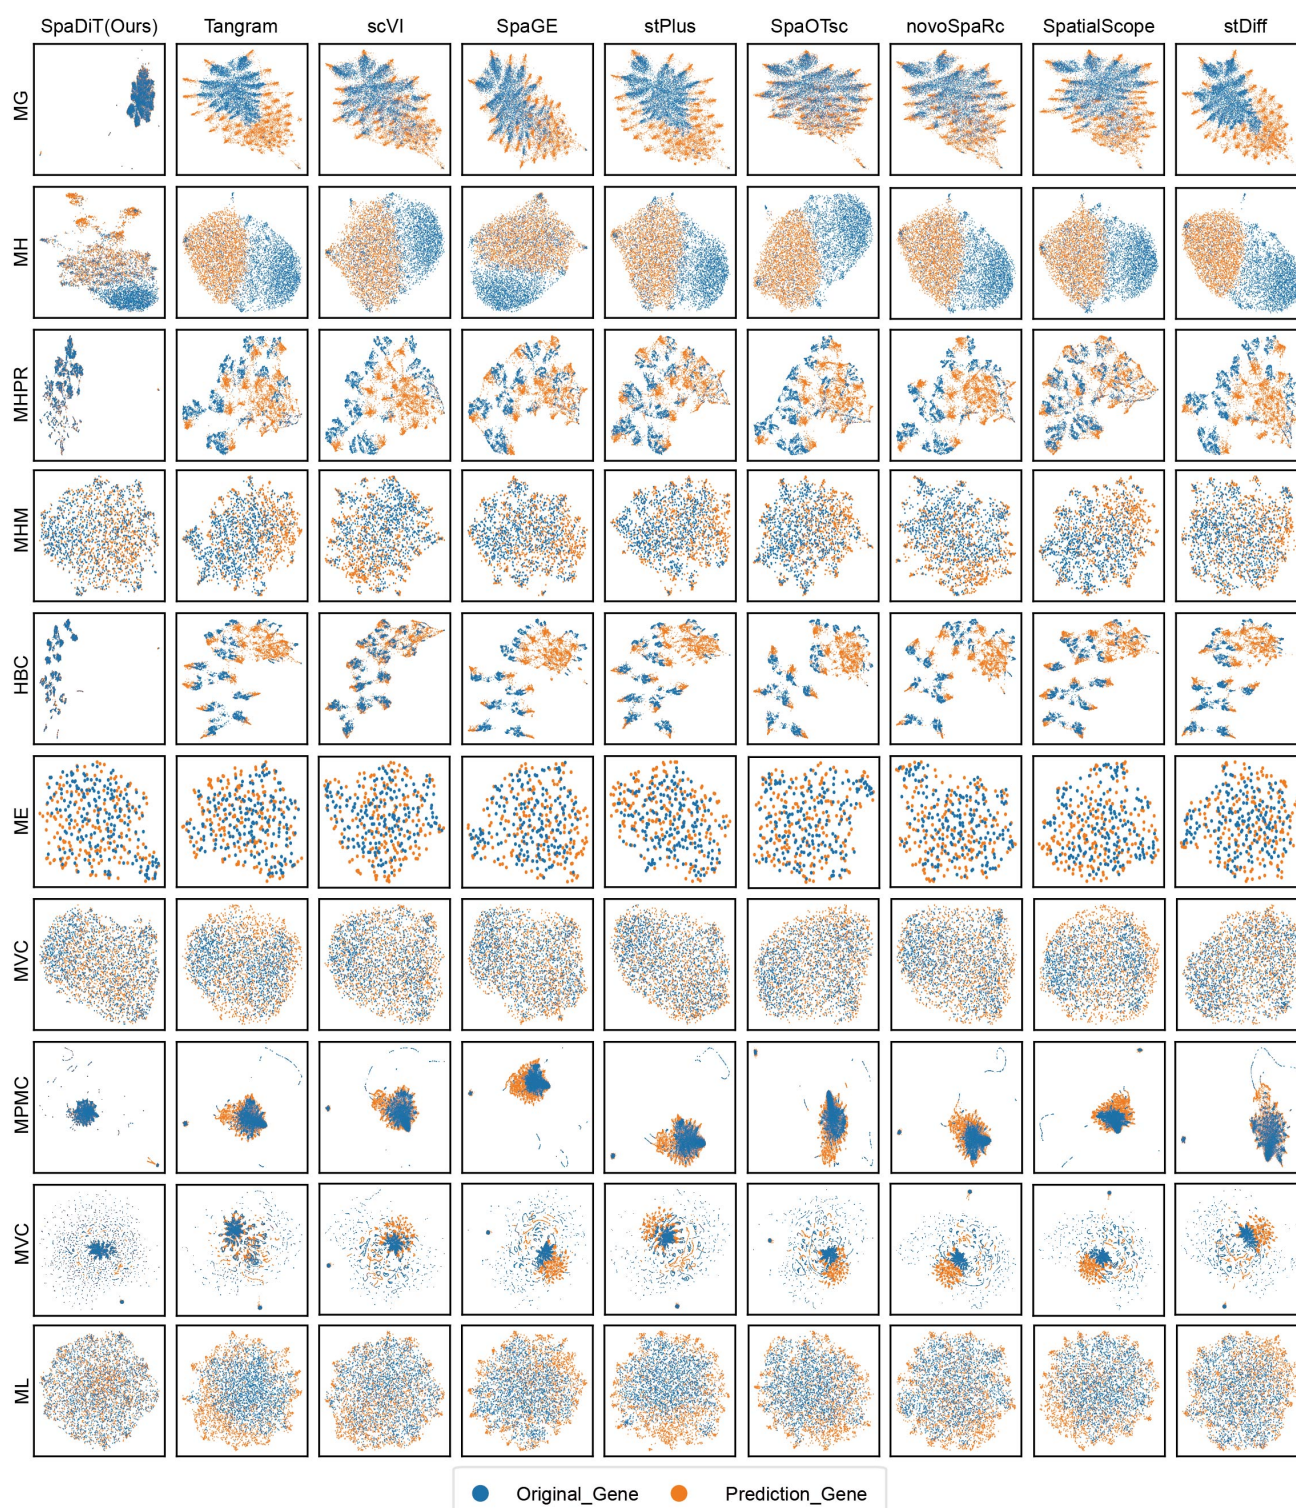 SpaDiT(Ours) Tangram scVI SpaGE stPlus SpaOTsc novoSpaRc SpatialScope stDiff
MG
MH
MHPR
MHM
HBC
ME
MVC
MPMC
MVC
ML
Original_Gene Prediction_Gene